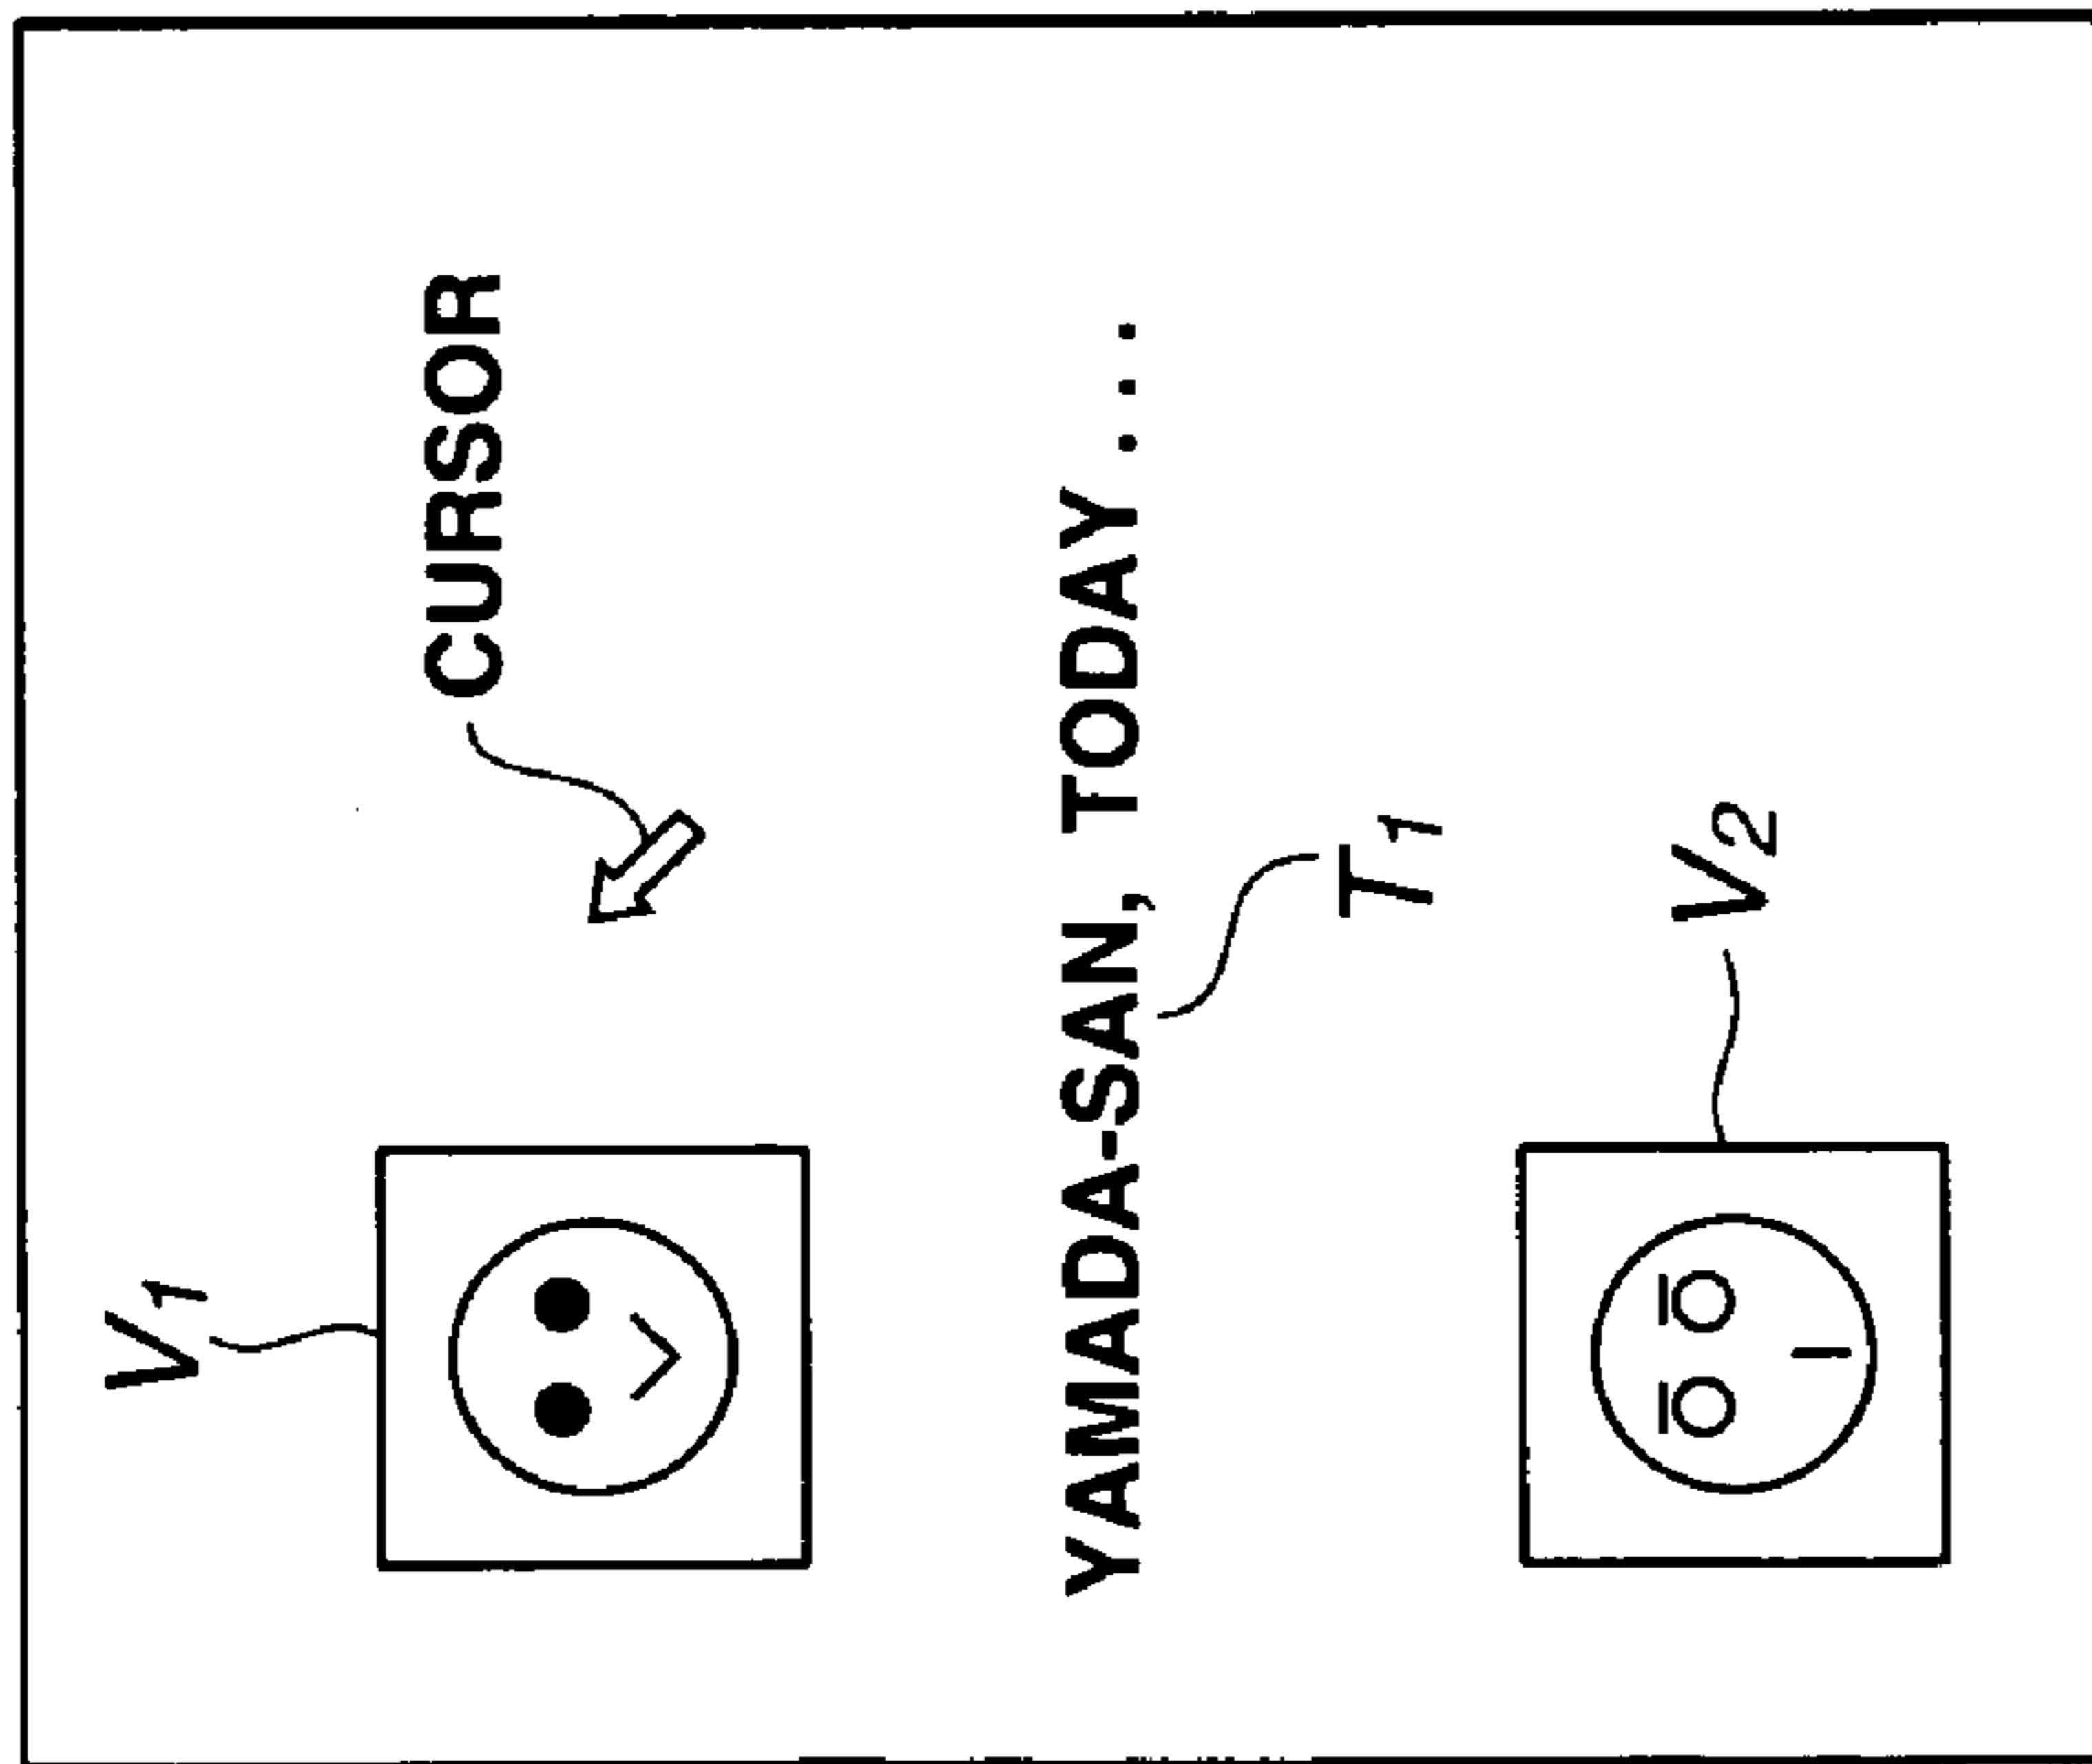 V1
CURSOR
YAMADA-SAN, TODAY . . .
T1
V2